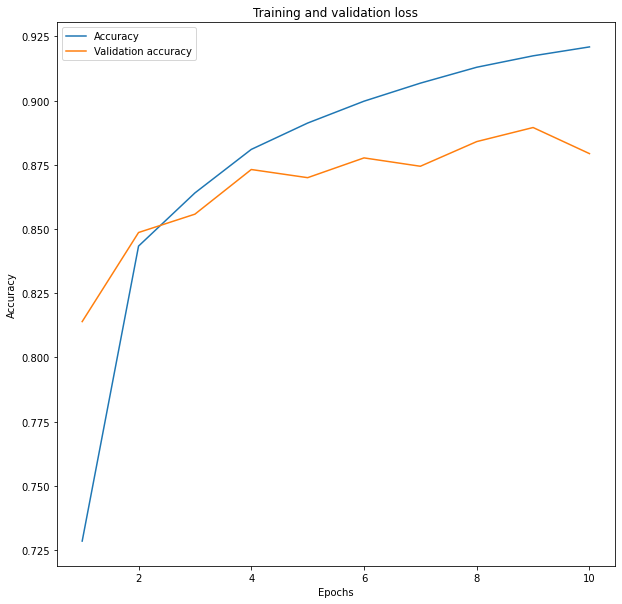 Training and validation loss
Accuracy
Validation accuracy
0.925
0.900
0.875
0.850
0.825
0.800
0.775
0.750
0.725
Accuracy
2
4
6
8
10
Epochs